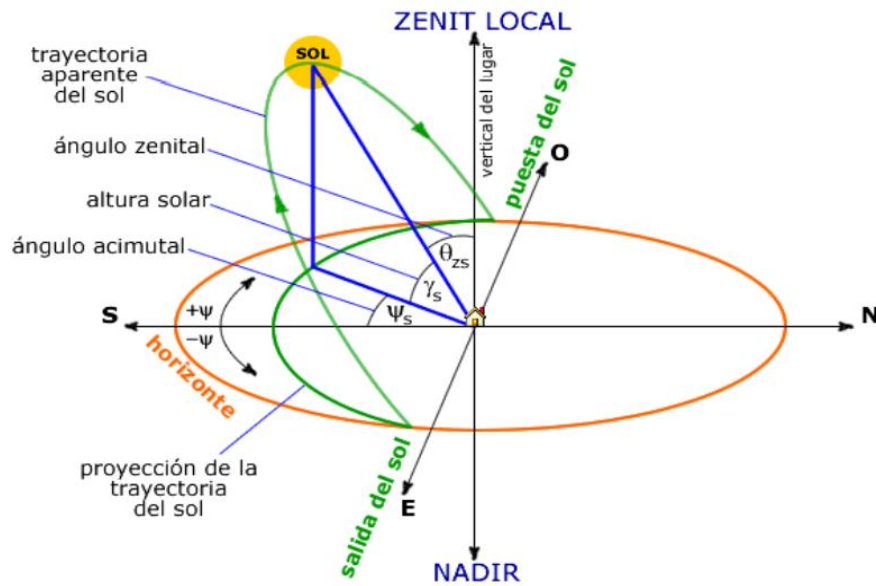 ZENIT LOCAL
SOL
trayectoria
aparente
del sol
vertical del lugar
puesta del sol
O
ángulo zenital
altura solar
ángulo acimutal
θzs
γs
ψs
S
+ψ
−ψ
N
horizonte
proyección de la
trayectoria
del sol
salida del sol
E
NADIR